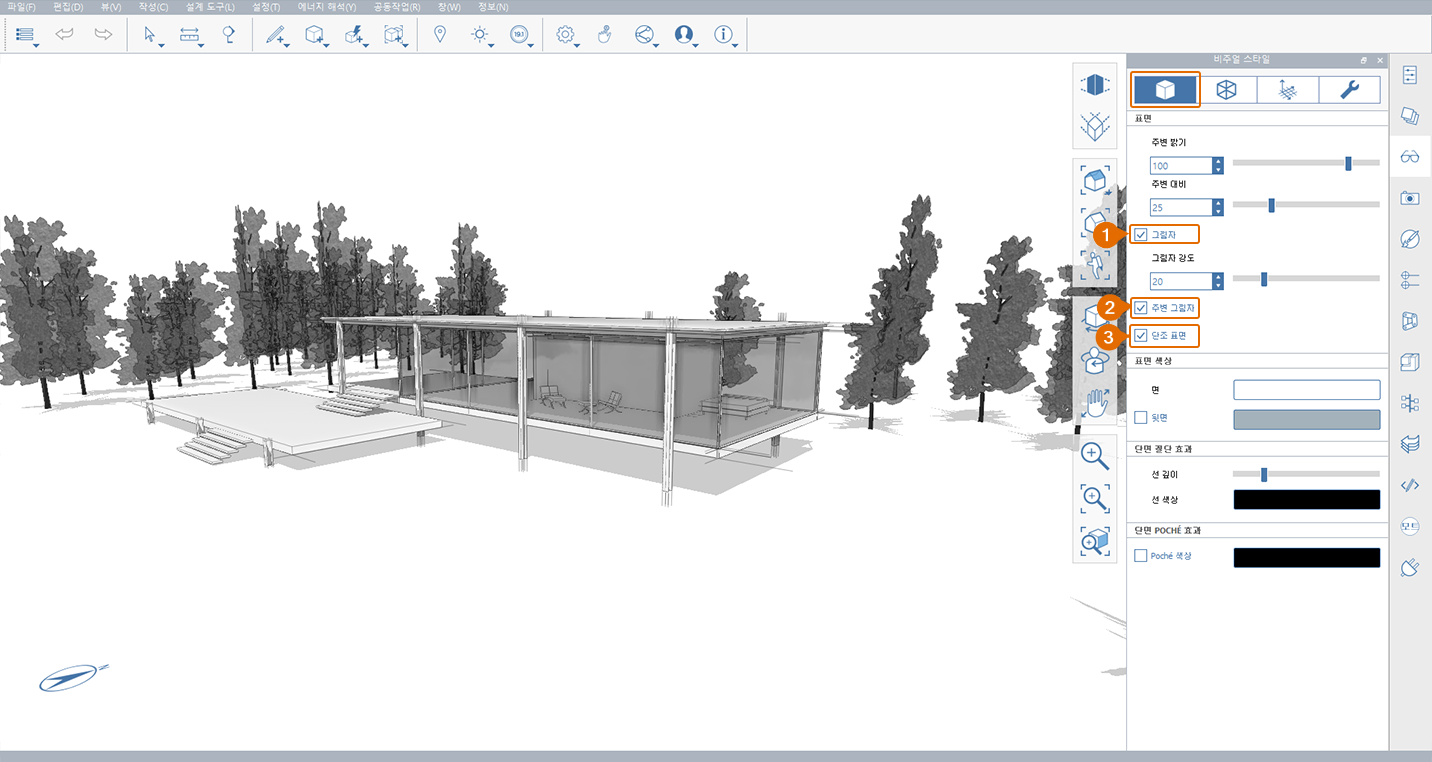 파일(F) 편집(D) 뷰(V) 작성(C) 설계 도구(L) 설정(T) 에너지 해석(Y) 공동작업(R) 창(W) 정보(N)
19.1
비주얼 스타일
표면
주변 밝기
100
주변 대비
25
1 그림자
그림자 강도
20
2 주변 그림자
3 단조 표면
표면 색상
면
뒷면
단면 절단 효과
선 깊이
선 색상
단면 POCHÉ 효과
Poché 색상
모드